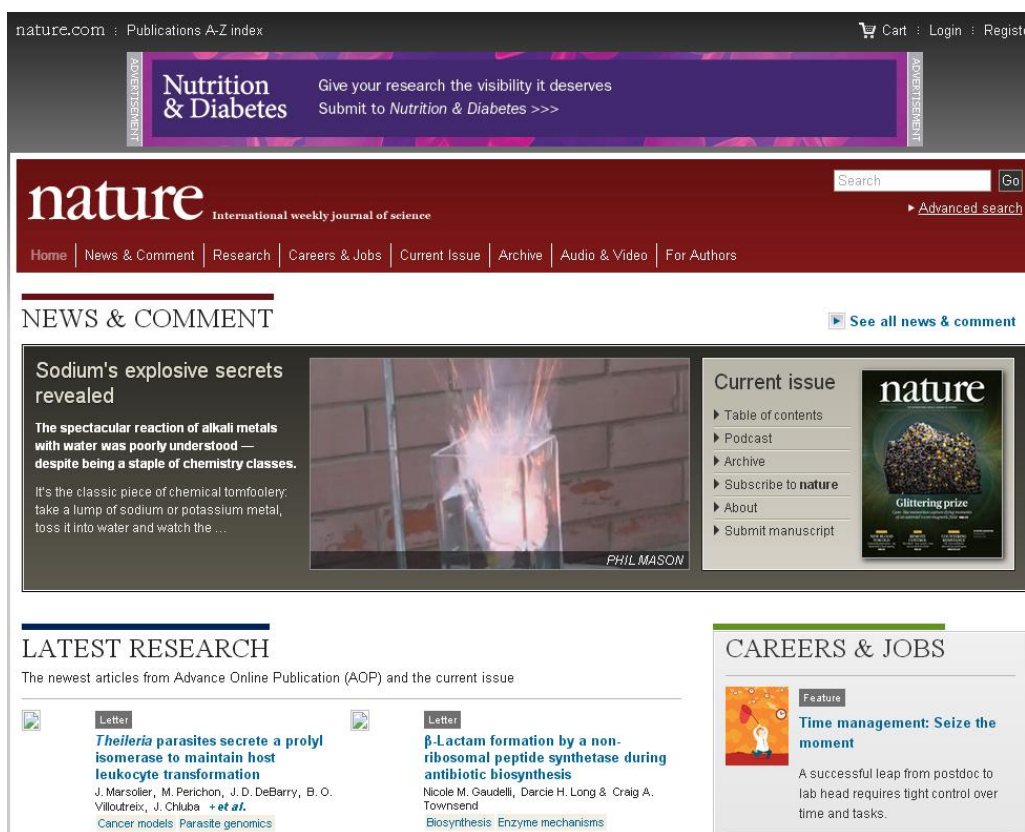 nature.com : Publications A-Z index
Cart : Login : Registe
ADVERTISEMENT
Nutrition
& Diabetes
Give your research the visibility it deserves
Submit to Nutrition & Diabetes >>>
ADVERTISEMENT
nature International weekly journal of science
Search Go
Advanced search
Home News & Comment Research Careers & Jobs Current Issue Archive Audio & Video For Authors
NEWS & COMMENT
See all news & comment
Sodium's explosive secrets
revealed
The spectacular reaction of alkali metals
with water was poorly understood —
despite being a staple of chemistry classes.
It's the classic piece of chemical tomfoolery:
take a lump of sodium or potassium metal,
toss it into water and watch the ...
PHIL MASON
Current issue
Table of contents
Podcast
Archive
Subscribe to nature
About
Submit manuscript
nature
Glittering prize
LATEST RESEARCH
The newest articles from Advance Online Publication (AOP) and the current issue
Letter
Theileria parasites secrete a prolyl
isomerase to maintain host
leukocyte transformation
J. Marsolier, M. Perichon, J. D. DeBarry, B. O.
Villoutreix, J. Chluba + et al.
Cancer models Parasite genomics
Letter
β-Lactam formation by a non-
ribosomal peptide synthetase during
antibiotic biosynthesis
Nicole M. Gaudelli, Darcie H. Long & Craig A.
Townsend
Biosynthesis Enzyme mechanisms
CAREERS & JOBS
Feature
Time management: Seize the
moment
A successful leap from postdoc to
lab head requires tight control over
time and tasks.